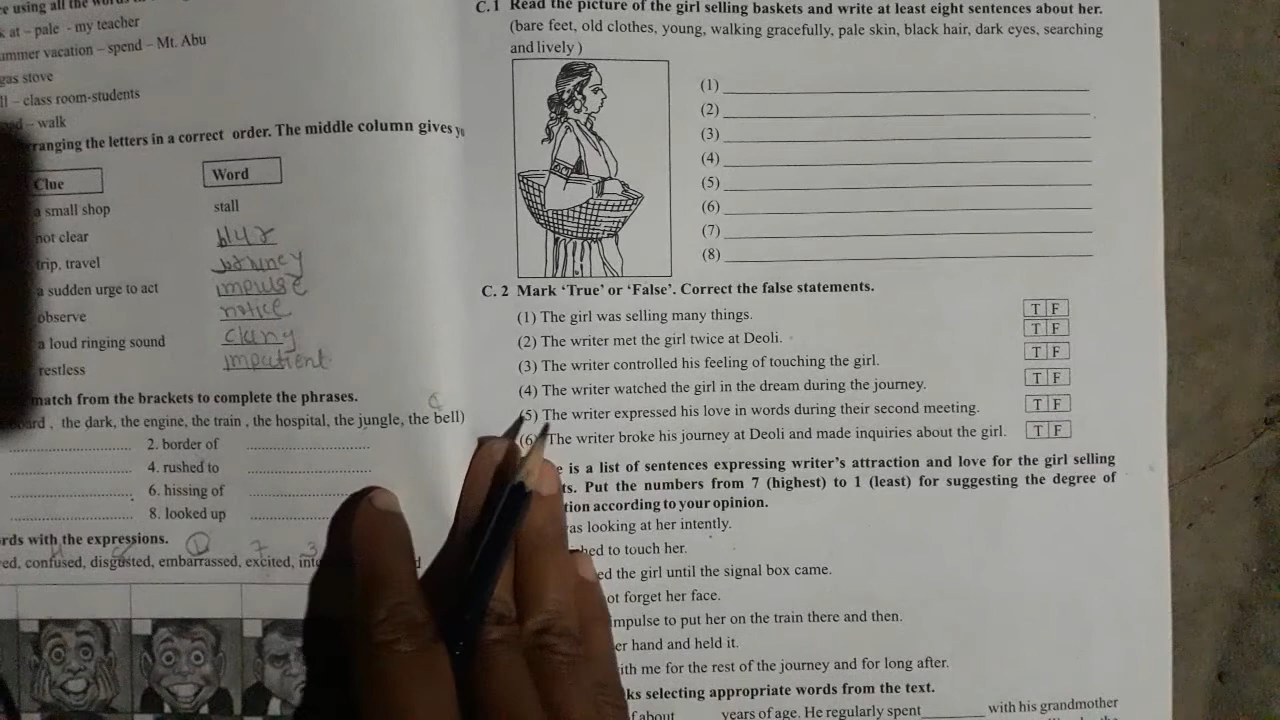 e using all the words
k at – pale - my teacher
ummer vacation – spend – Mt. Abu
gas stove
ll – class room-students
ed – walk
rranging the letters in a correct order. The middle column gives
Clue Word
a small shop stall
not clear blur
trip, travel journey
a sudden urge to act impulse
observe notice
a loud ringing sound clang
restless impatient
match from the brackets to complete the phrases.
oard , the dark, the engine, the train , the hospital, the jungle, the bell)
2. border of
4. rushed to
6. hissing of
8. looked up
rds with the expressions.
ed, confused, disgusted, embarrassed, excited,
C.1 Read the picture of the girl selling baskets and write at least eight sentences about her.
(bare feet, old clothes, young, walking gracefully, pale skin, black hair, dark eyes, searching
and lively )
(1)
(2)
(3)
(4)
(5)
(6)
(7)
(8)
C. 2 Mark ‘True’ or ‘False’. Correct the false statements.
(1) The girl was selling many things. T F
(2) The writer met the girl twice at Deoli. T F
(3) The writer controlled his feeling of touching the girl. T F
(4) The writer watched the girl in the dream during the journey. T F
(5) The writer expressed his love in words during their second meeting. T F
(6) The writer broke his journey at Deoli and made inquiries about the girl. T F
e is a list of sentences expressing writer’s attraction and love for the girl selling
ts. Put the numbers from 7 (highest) to 1 (least) for suggesting the degree of
tion according to your opinion.
as looking at her intently.
hed to touch her.
ed the girl until the signal box came.
ot forget her face.
impulse to put her on the train there and then.
er hand and held it.
ith me for the rest of the journey and for long after.
ks selecting appropriate words from the text.
f about years of age. He regularly spent with his grandmother